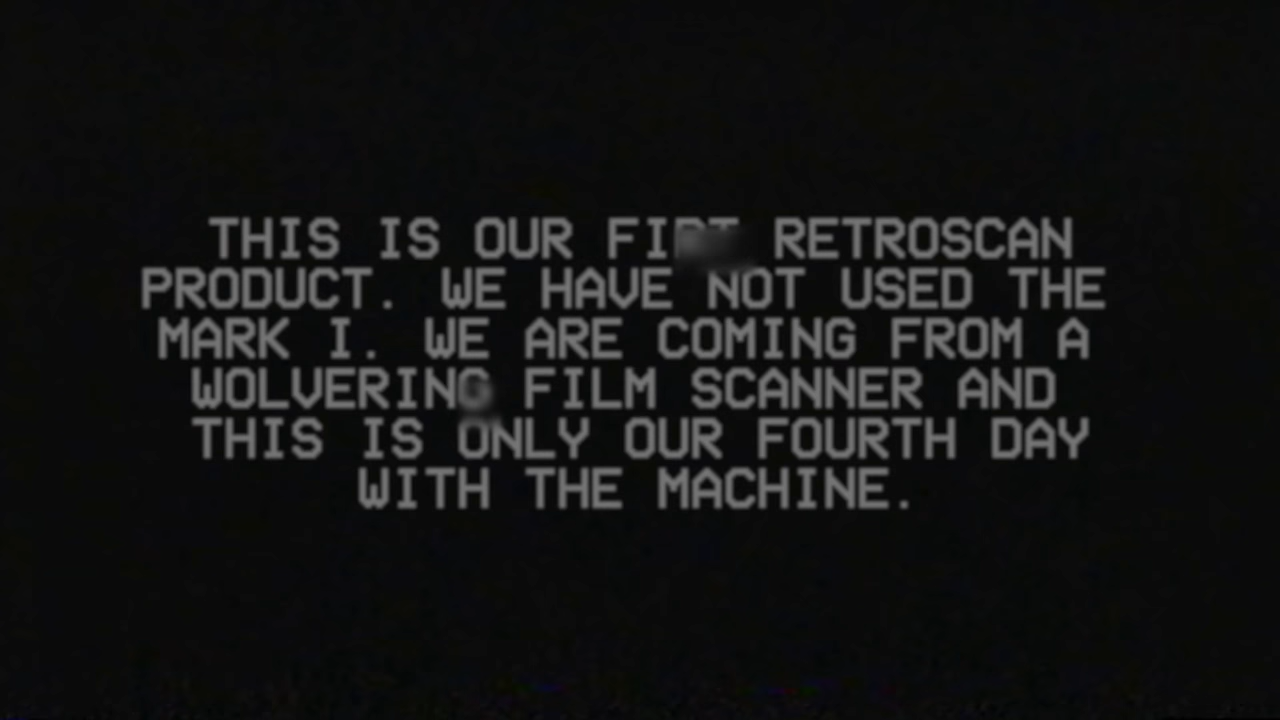 THIS IS OUR RETROSCAN
PRODUCT. WE HAVE NOT USED THE
MARK I. WE ARE COMING FROM A
WOLVERING FILM SCANNER AND
THIS IS ONLY OUR FOURTH DAY
WITH THE MACHINE.